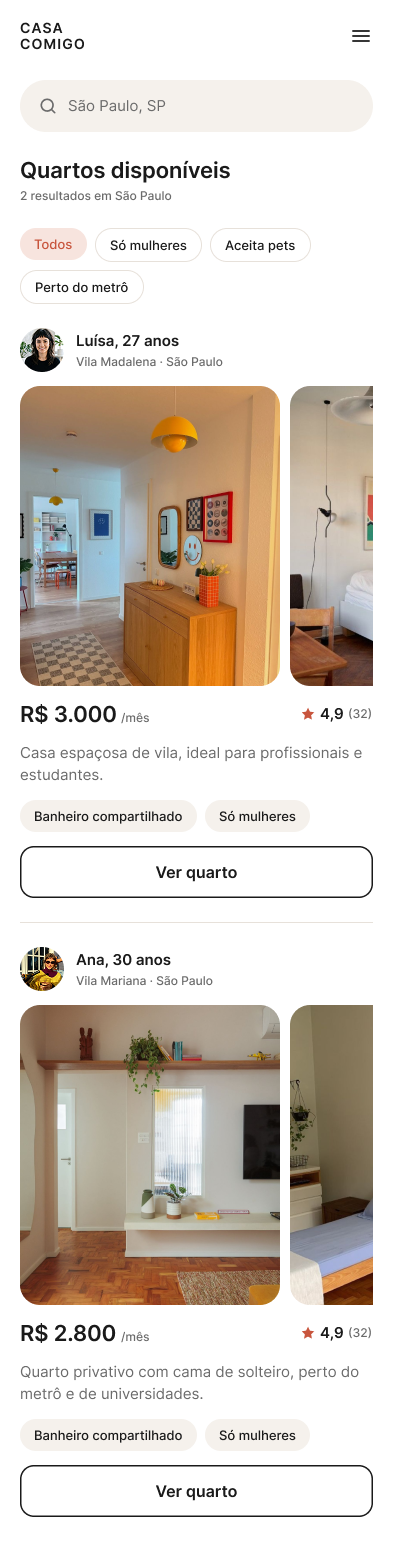 CASA
COMIGO
São Paulo, SP
Quartos disponíveis
2 resultados em São Paulo
Todos
Só mulheres
Aceita pets
Perto do metrô
Luísa, 27 anos
Vila Madalena · São Paulo
R$ 3.000 /mês
4,9 (32)
Casa espaçosa de vila, ideal para profissionais e
estudantes.
Banheiro compartilhado
Só mulheres
Ver quarto
Ana, 30 anos
Vila Mariana · São Paulo
R$ 2.800 /mês
4,9 (32)
Quarto privativo com cama de solteiro, perto do
metrô e de universidades.
Banheiro compartilhado
Só mulheres
Ver quarto